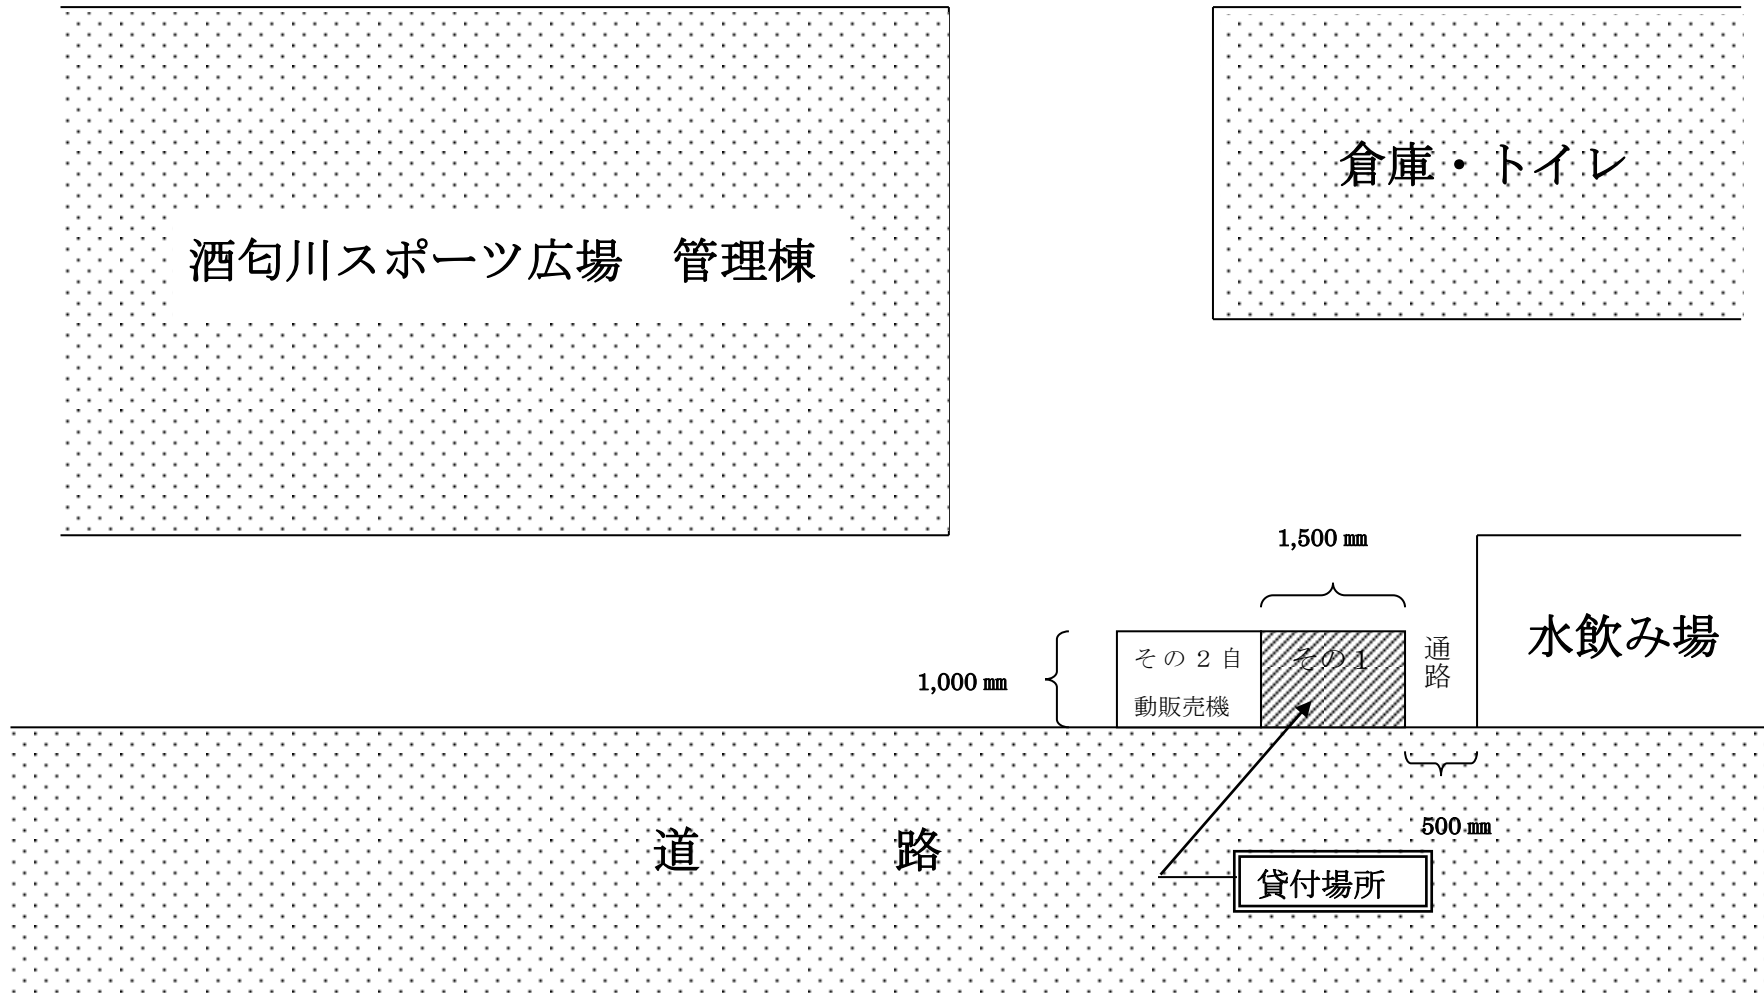 倉庫・トイレ
酒匂川スポーツ広場　管理棟
1,500 ㎜
水飲み場
通路
その２自
動販売機
その１
1,000 ㎜
500 ㎜
道　　　　路
貸付場所